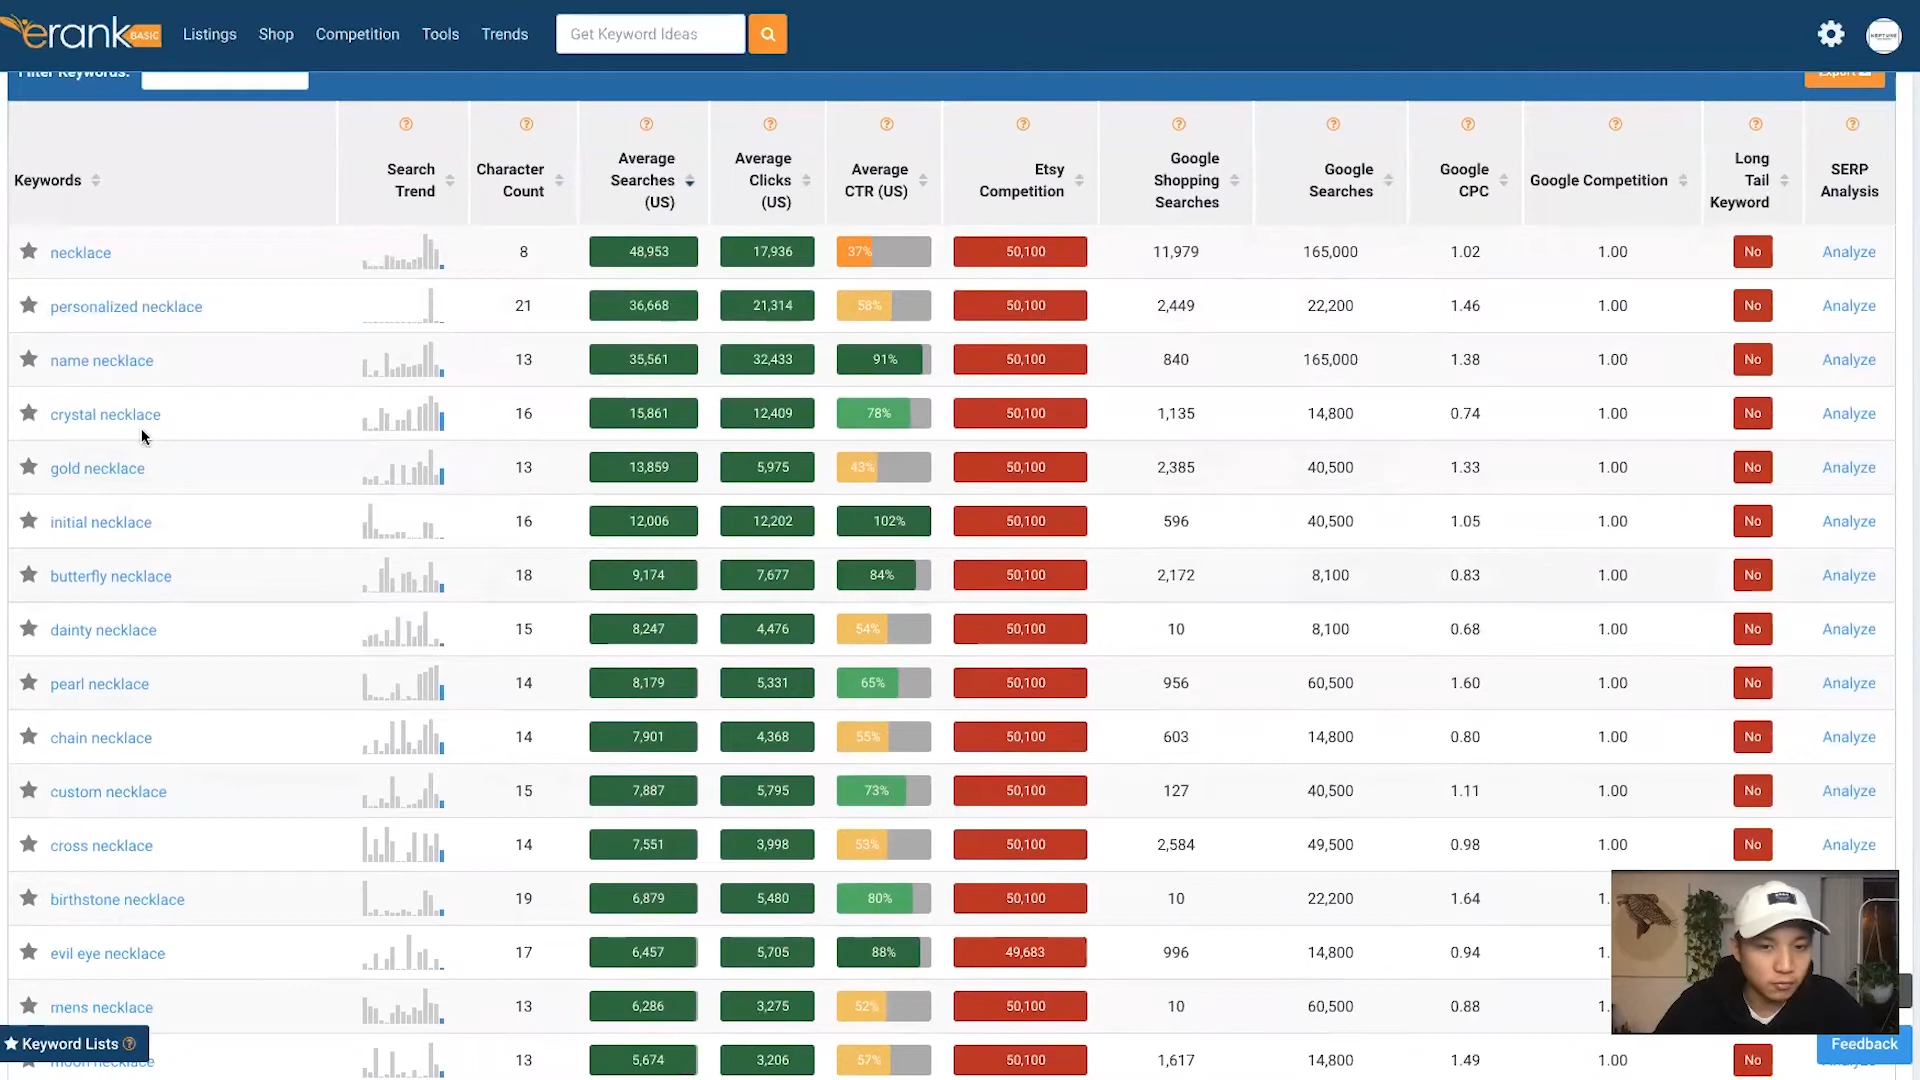 erank BASIC Listings Shop Competition Tools Trends Get Keyword Ideas NEPTUNE
Filter Keywords: Export
Keywords Search Trend Character Count Average Searches (US) Average Clicks (US) Average CTR (US) Etsy Competition Google Shopping Searches Google Searches Google CPC Google Competition Long Tail Keyword SERP Analysis
necklace 8 48,953 17,936 37% 50,100 11,979 165,000 1.02 1.00 No Analyze
personalized necklace 21 36,668 21,314 58% 50,100 2,449 22,200 1.46 1.00 No Analyze
name necklace 13 35,561 32,433 91% 50,100 840 165,000 1.38 1.00 No Analyze
crystal necklace 16 15,861 12,409 78% 50,100 1,135 14,800 0.74 1.00 No Analyze
gold necklace 13 13,859 5,975 43% 50,100 2,385 40,500 1.33 1.00 No Analyze
initial necklace 16 12,006 12,202 102% 50,100 596 40,500 1.05 1.00 No Analyze
butterfly necklace 18 9,174 7,677 84% 50,100 2,172 8,100 0.83 1.00 No Analyze
dainty necklace 15 8,247 4,476 54% 50,100 10 8,100 0.68 1.00 No Analyze
pearl necklace 14 8,179 5,331 65% 50,100 956 60,500 1.60 1.00 No Analyze
chain necklace 14 7,901 4,368 55% 50,100 603 14,800 0.80 1.00 No Analyze
custom necklace 15 7,887 5,795 73% 50,100 127 40,500 1.11 1.00 No Analyze
cross necklace 14 7,551 3,998 53% 50,100 2,584 49,500 0.98 1.00 No Analyze
birthstone necklace 19 6,879 5,480 80% 50,100 10 22,200 1.64 1.
evil eye necklace 17 6,457 5,705 88% 49,683 996 14,800 0.94 1.
mens necklace 13 6,286 3,275 52% 50,100 10 60,500 0.88 1.
moon necklace 13 5,674 3,206 57% 50,100 1,617 14,800 1.49 1.00 No Analyze
Keyword Lists
Feedback